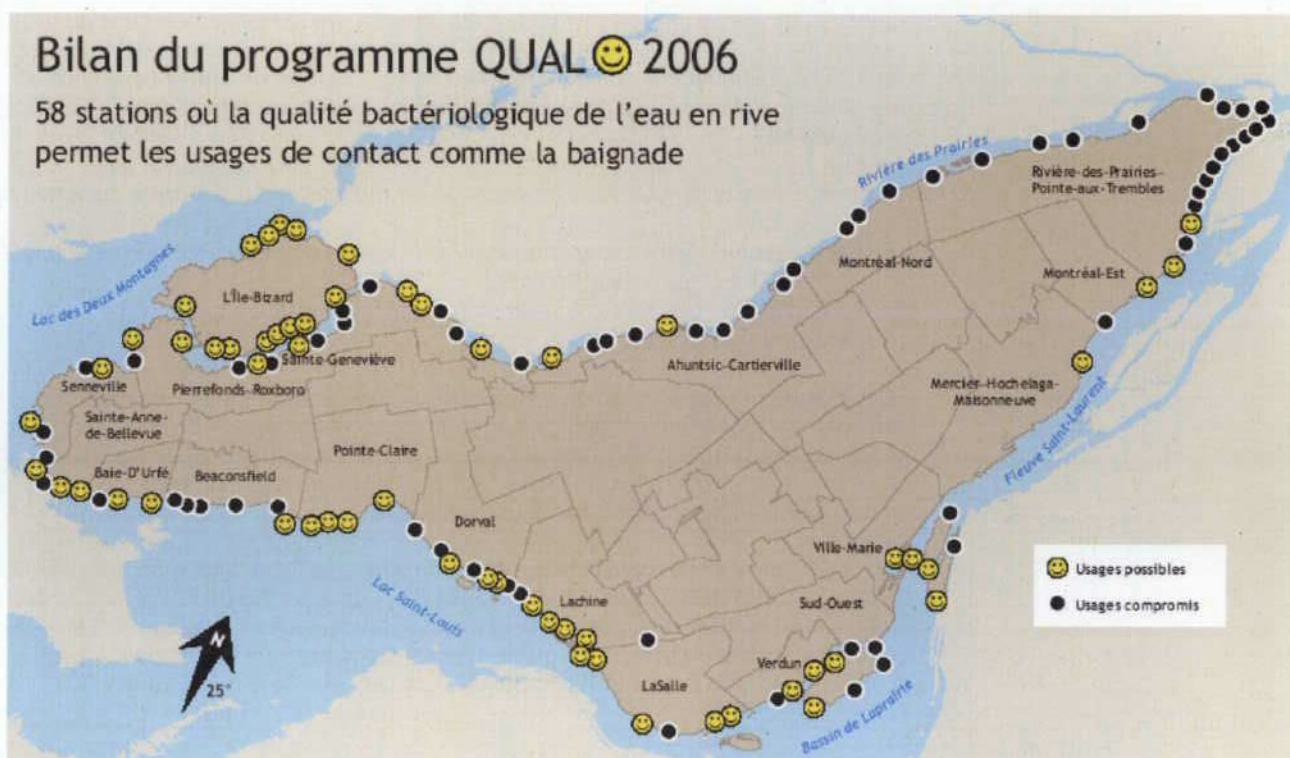 Bilan du programme QUAL 2006
58 stations où la qualité bactériologique de l'eau en rive
permet les usages de contact comme la baignade
Rivière des Prairies
Rivière-des-Prairies-
Pointe-aux-Trembles
Lac des Deux Montagnes
Montréal-Nord
Montréal-Est
L'Île-Bizard
Sainte-Geneviève
Ahuntsic-Cartierville
Senneville
Pierrefonds-Roxboro
Mercier-Hochelaga-
Maisonneuve
Sainte-Anne-
de-Bellevue
Pointe-Claire
Fleuve Saint-Laurent
Baie-D'Urfé
Beaconsfield
Dorval
Ville-Marie
Usages possibles
Lac Saint-Louis
Lachine
Sud-Ouest
Usages compromis
N
25°
Verdun
LaSalle
Bassin de Laprairie